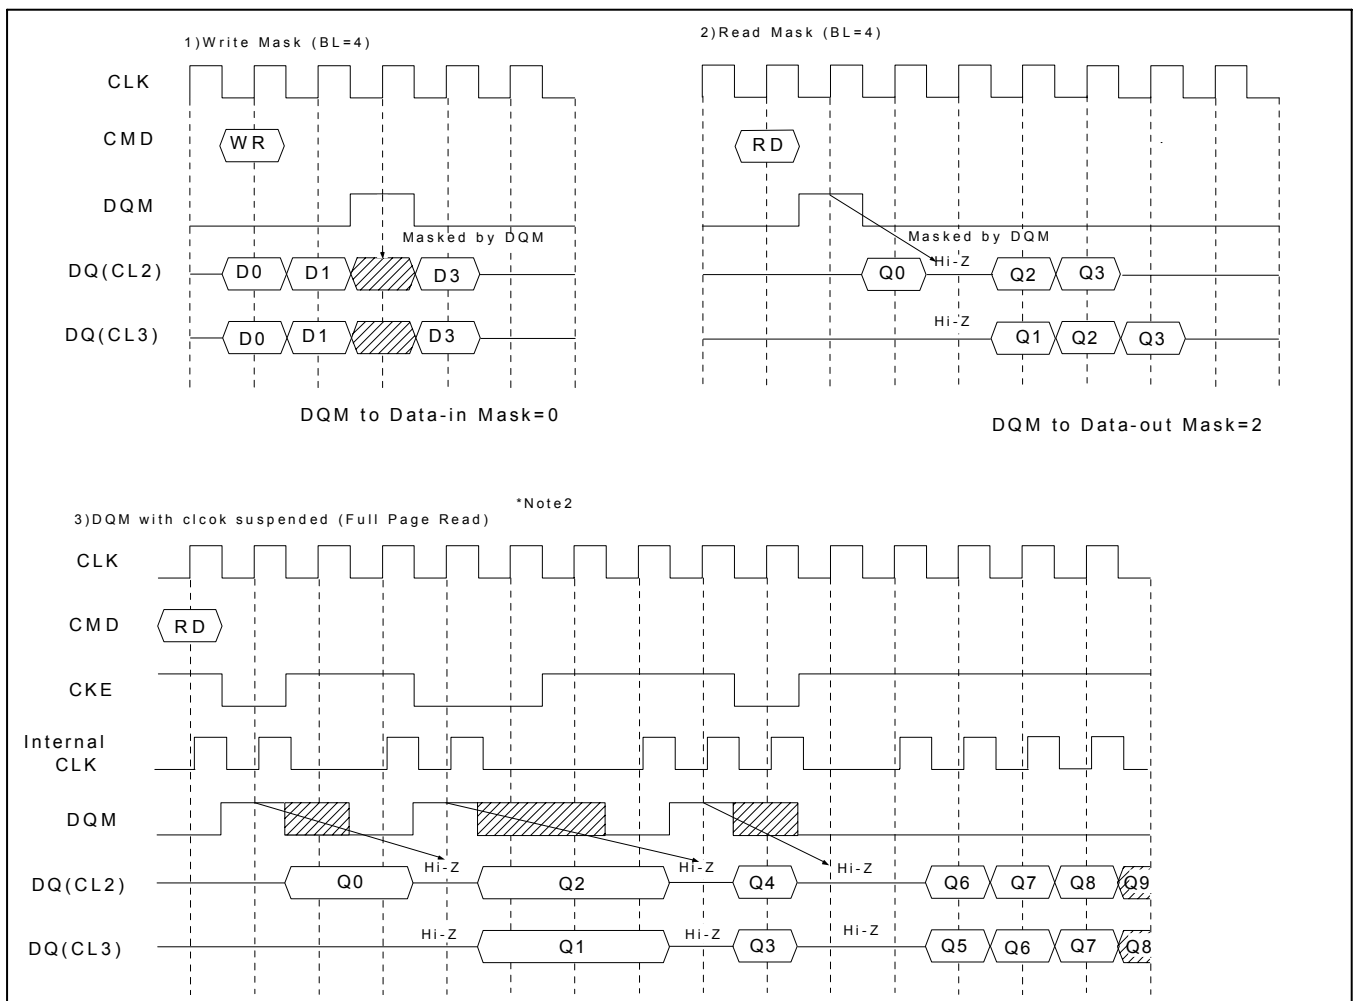 1)Write Mask (BL=4)
CLK
CMD
WR
DQM
Masked by DQM
DQ(CL2)
D0 D1 D3
DQ(CL3)
D0 D1 D3
DQM to Data-in Mask=0
2)Read Mask (BL=4)
RD
Masked by DQM
Hi-Z
Q0 Q2 Q3
Hi-Z
Q1 Q2 Q3
DQM to Data-out Mask=2
*Note2
3)DQM with clcok suspended (Full Page Read)
CLK
CMD
RD
CKE
Internal
CLK
DQM
Hi-Z Hi-Z Hi-Z
DQ(CL2)
Q0 Q2 Q4 Q6 Q7 Q8 Q9
Hi-Z Hi-Z Hi-Z
DQ(CL3)
Q1 Q3 Q5 Q6 Q7 Q8